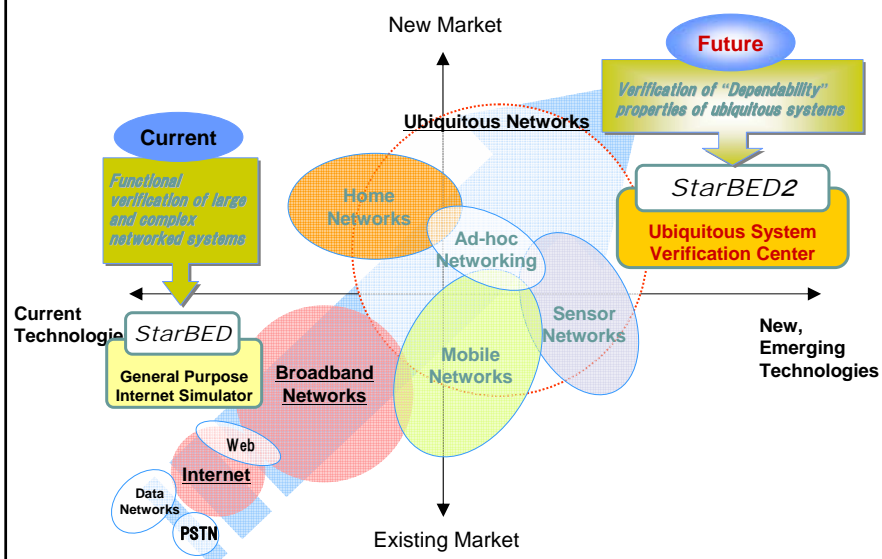 New Market
Future
Verification of "Dependability"
properties of ubiquitous systems
Current
Functional
verification of large
and complex
networked systems
Ubiquitous Networks
StarBED2
Ubiquitous System
Verification Center
Home
Networks
Ad-hoc
Networking
Current
Technologie
StarBED
General Purpose
Internet Simulator
Broadband
Networks
Mobile
Networks
Sensor
Networks
New,
Emerging
Technologies
Web
Internet
Data
Networks
PSTN
Existing Market